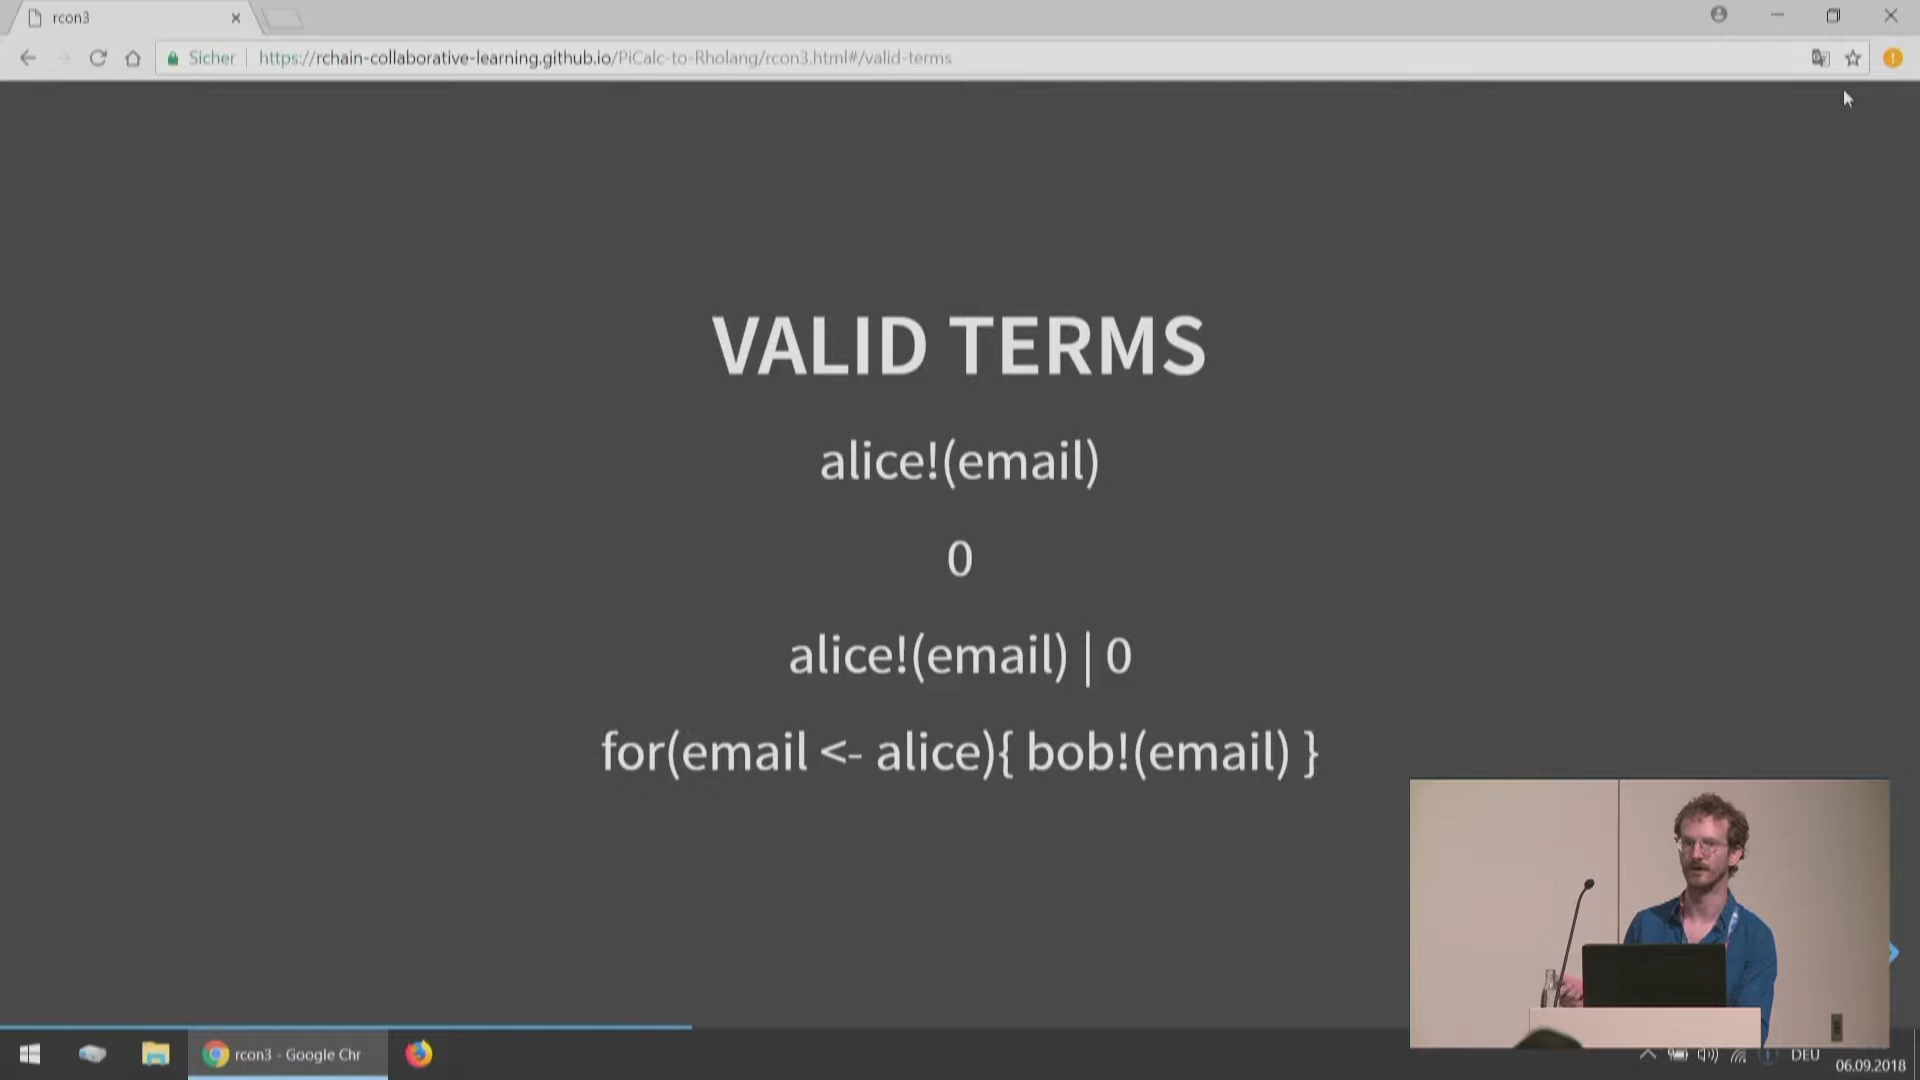 rcon3
Sicher
https://rchain-collaborative-learning.github.io/PiCalc-to-Rholang/rcon3.html#/valid-terms
VALID TERMS
alice!(email)
0
alice!(email) | 0
for(email <- alice){ bob!(email) }
rcon3 - Google Chr
DEU
06.09.2018